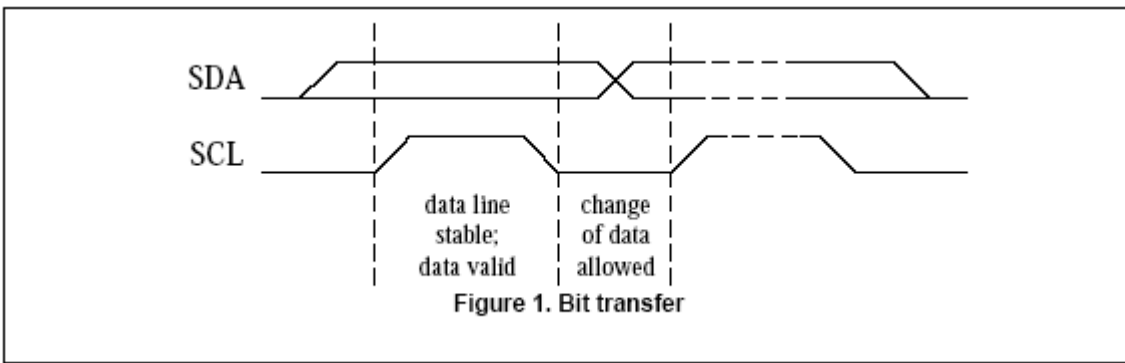 SDA
SCL
data line
stable;
data valid
change
of data
allowed
Figure 1. Bit transfer